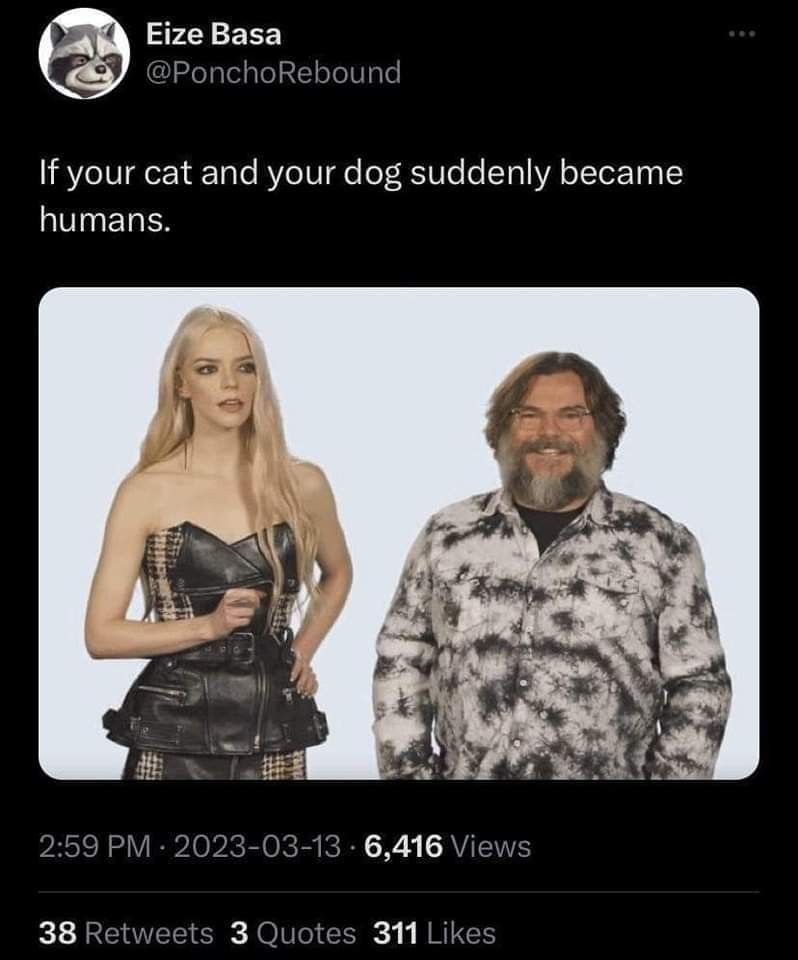 Eize Basa
@PonchoRebound
If your cat and your dog suddenly became
humans.
2:59 PM · 2023-03-13 · 6,416 Views
38 Retweets 3 Quotes 311 Likes